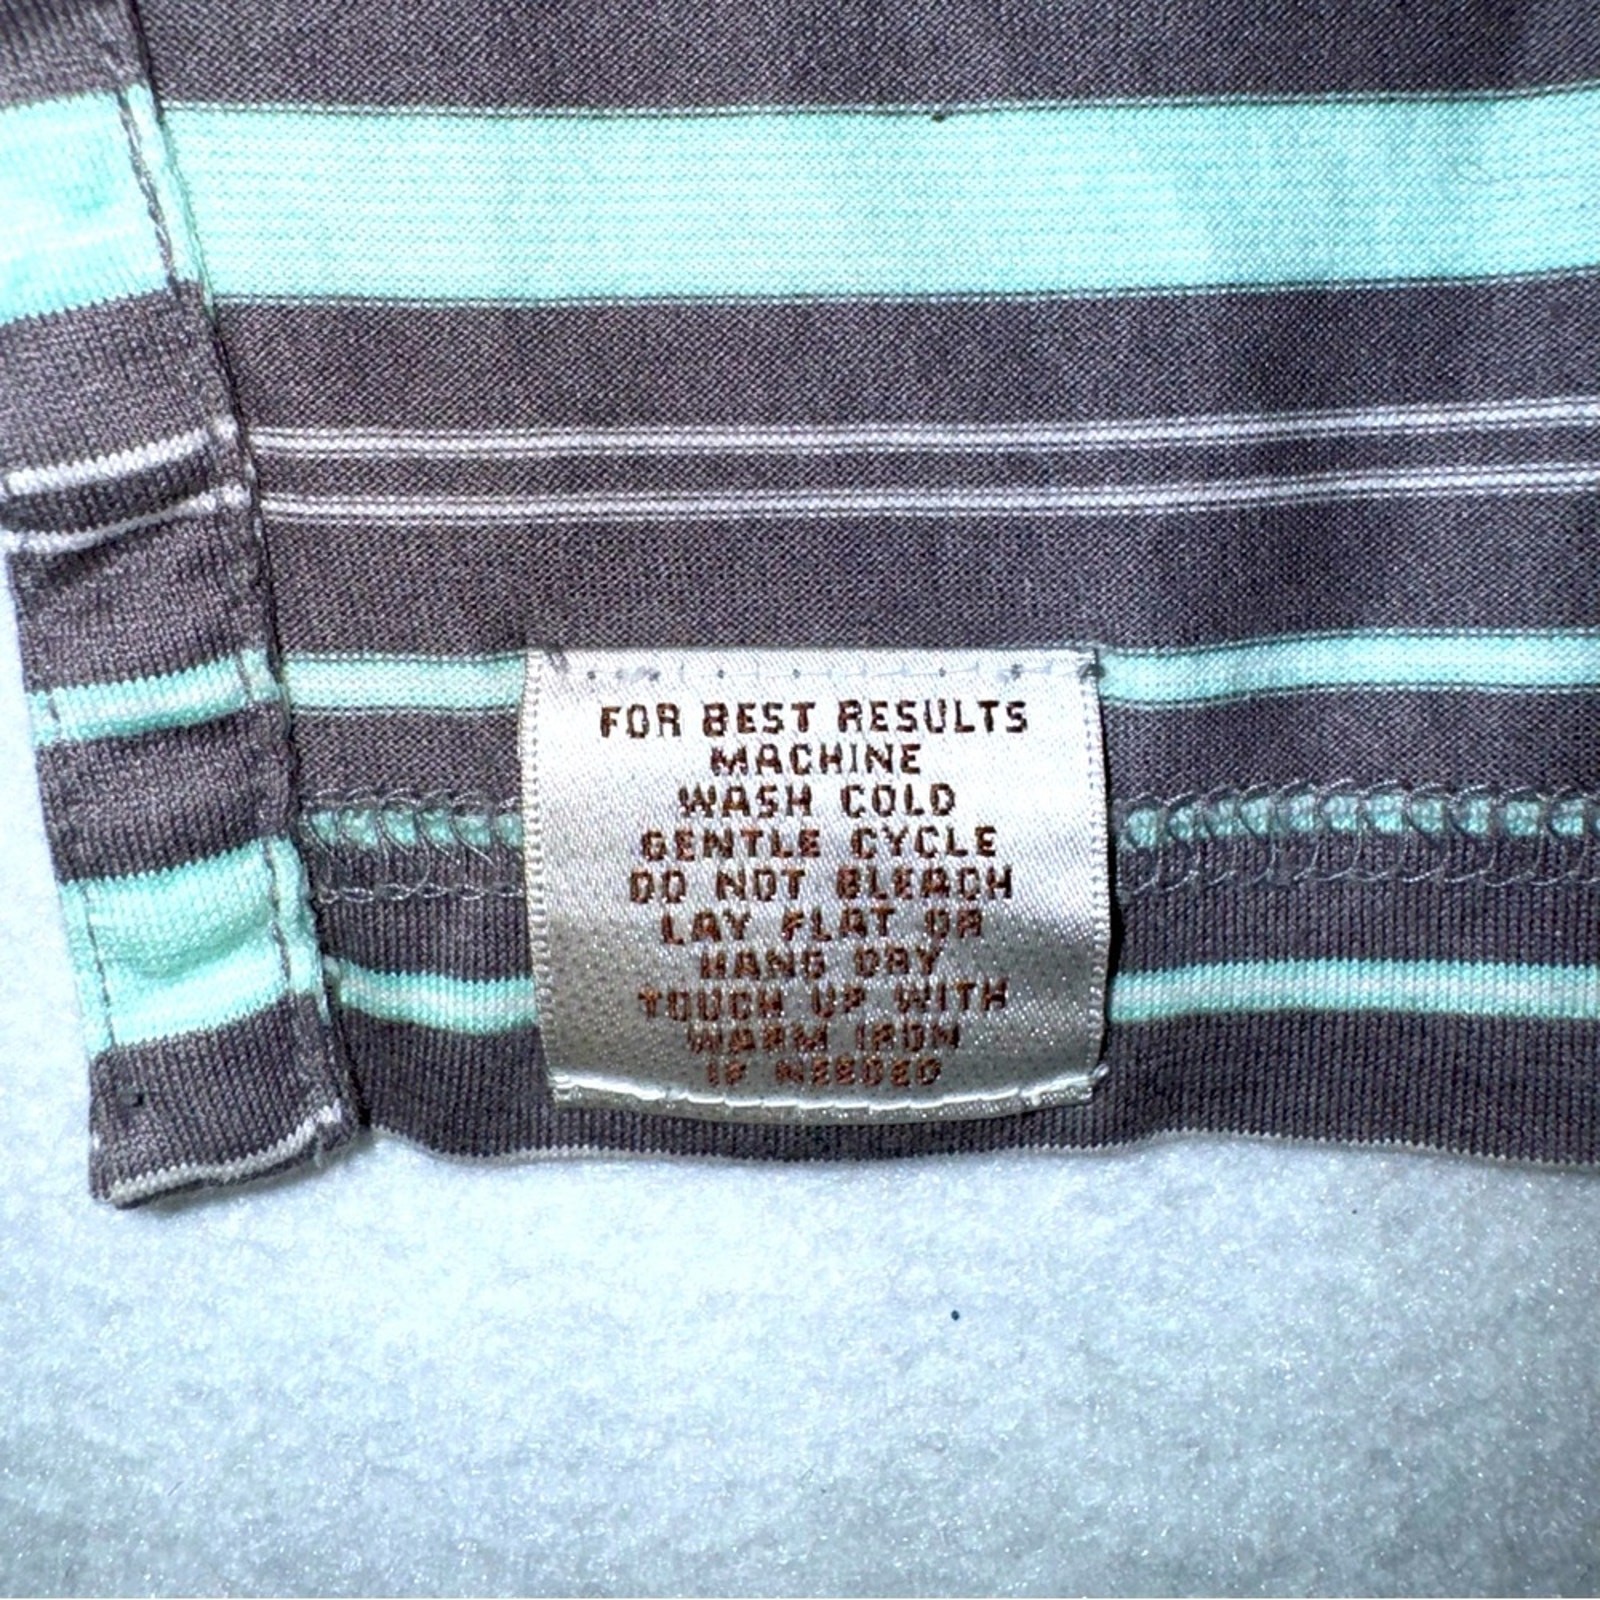 FOR BEST RESULTS
MACHINE
WASH COLD
GENTLE CYCLE
DO NOT BLEACH
LAY FLAT OR
HANG DRY
TOUCH UP WITH
WARM IRON
IF NEEDED